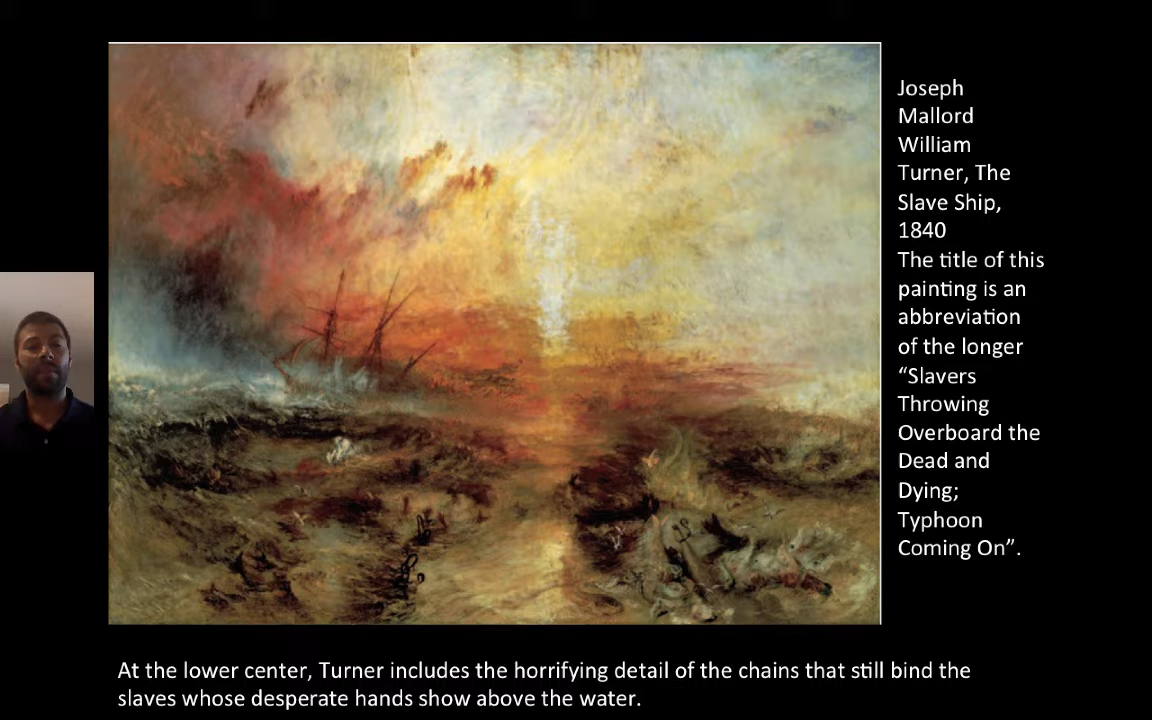 Joseph
Mallord
William
Turner, The
Slave Ship,
1840
The title of this
painting is an
abbreviation
of the longer
“Slavers
Throwing
Overboard the
Dead and
Dying;
Typhoon
Coming On”.
At the lower center, Turner includes the horrifying detail of the chains that still bind the
slaves whose desperate hands show above the water.